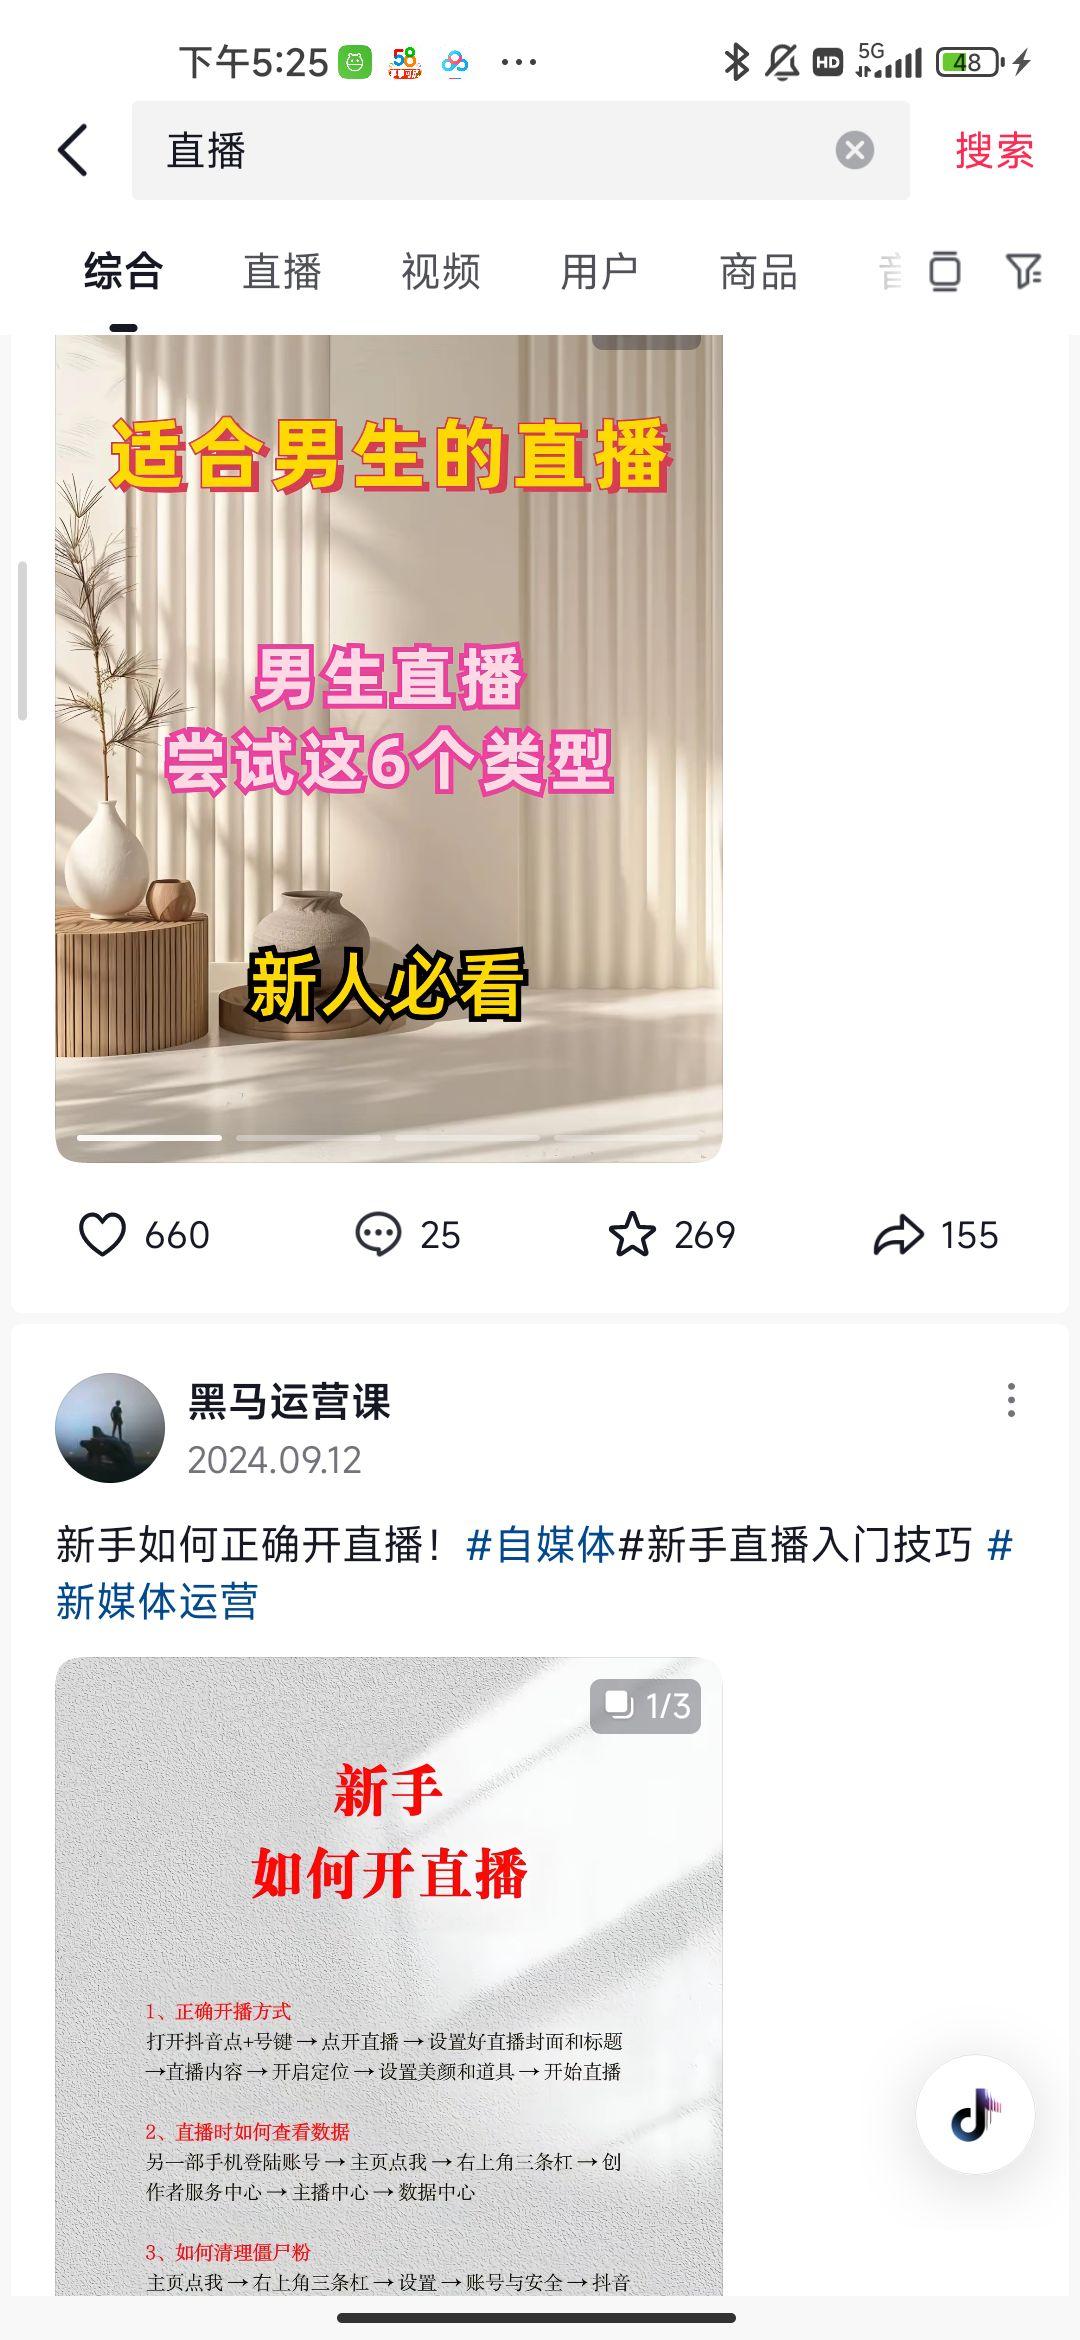 下午5:25
58
HD
5G
48
直播
搜索
综合 直播 视频 用户 商品
适合男生的直播
男生直播
尝试这6个类型
新人必看
660 25 269 155
黑马运营课
2024.09.12
新手如何正确开直播！#自媒体#新手直播入门技巧 #
新媒体运营
1/3
新手
如何开直播
1、正确开播方式
打开抖音点+号键→点开直播→设置好直播封面和标题
→直播内容→开启定位→设置美颜和道具→开始直播
2、直播时如何查看数据
另一部手机登陆账号→主页点我→右上角三条杠→创
作者服务中心→主播中心→数据中心
3、如何清理僵尸粉
主页点我→右上角三条杠→设置→账号与安全→抖音